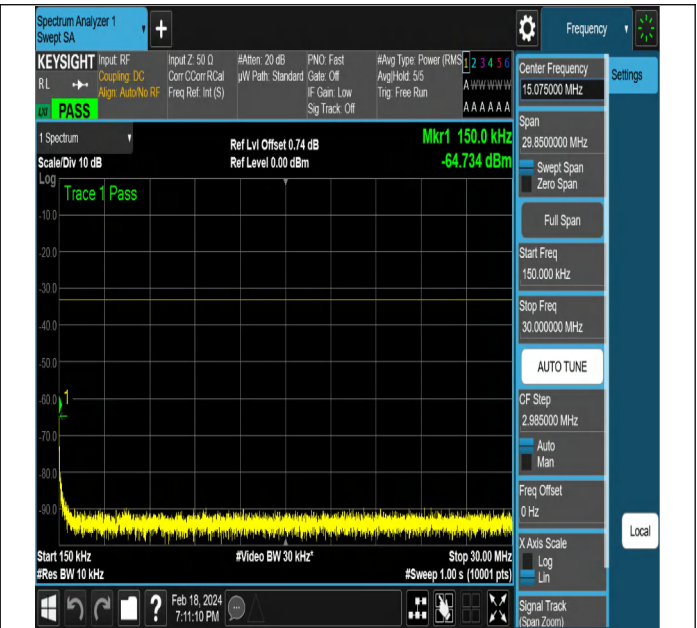 Spectrum Analyzer 1
Swept SA
+
Frequency
KEYSIGHT
RL
LXI
PASS
Input: RF
Coupling: DC
Align: Auto/No RF
Input Z: 50 Ω
Corr CCorr RCal
Freq Ref: Int (S)
#Atten: 20 dB
µW Path: Standard
PNO: Fast
Gate: Off
IF Gain: Low
Sig Track: Off
#Avg Type: Power (RMS
Avg|Hold: 5/5
Trig: Free Run
1 2 3 4 5 6
A W W W W W
A A A A A A
1 Spectrum
Scale/Div 10 dB
Ref Lvl Offset 0.74 dB
Ref Level 0.00 dBm
Mkr1 150.0 kHz
-64.734 dBm
Log
Trace 1 Pass
-10.0
-20.0
-30.0
-40.0
-50.0
-60.0
1
-70.0
-80.0
-90.0
Start 150 kHz
#Res BW 10 kHz
#Video BW 30 kHz*
Stop 30.00 MHz
#Sweep 1.00 s (10001 pts)
Feb 18, 2024
7:11:10 PM
Center Frequency
15.075000 MHz
Settings
Span
29.8500000 MHz
Swept Span
Zero Span
Full Span
Start Freq
150.000 kHz
Stop Freq
30.000000 MHz
AUTO TUNE
CF Step
2.985000 MHz
Auto
Man
Freq Offset
0 Hz
Local
X Axis Scale
Log
Lin
Signal Track
(Span Zoom)